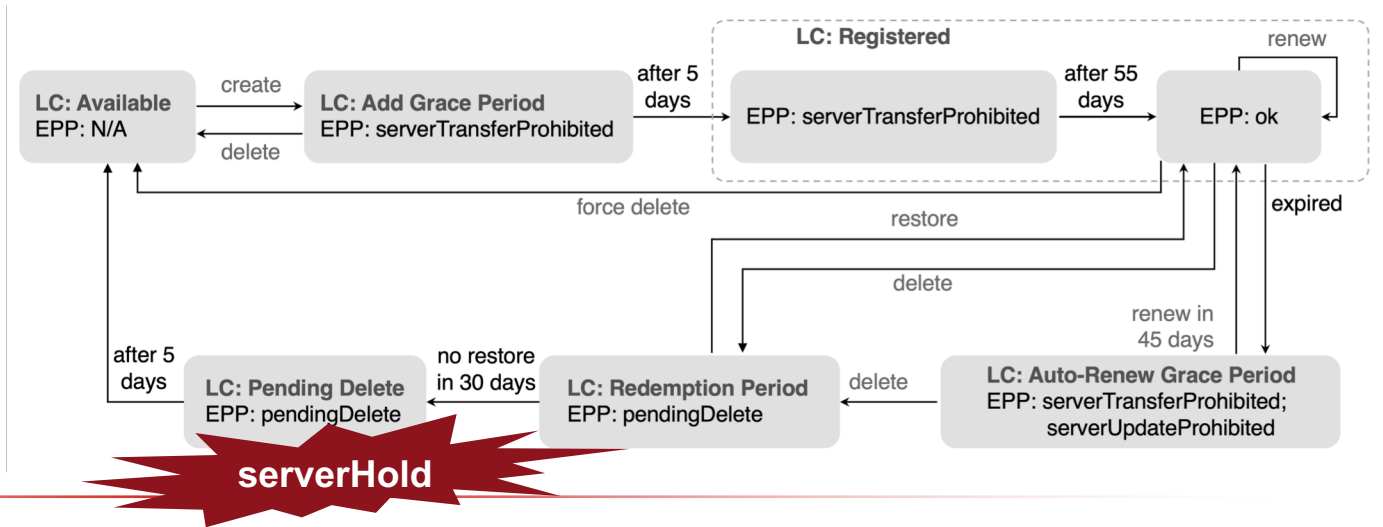 LC: Registered
renew
LC: Available
EPP: N/A
create
delete
LC: Add Grace Period
EPP: serverTransferProhibited
after 5
days
EPP: serverTransferProhibited
after 55
days
EPP: ok
force delete
restore
expired
delete
renew in
45 days
after 5
days
LC: Pending Delete
EPP: pendingDelete
no restore
in 30 days
LC: Redemption Period
EPP: pendingDelete
delete
LC: Auto-Renew Grace Period
EPP: serverTransferProhibited;
serverUpdateProhibited
serverHold